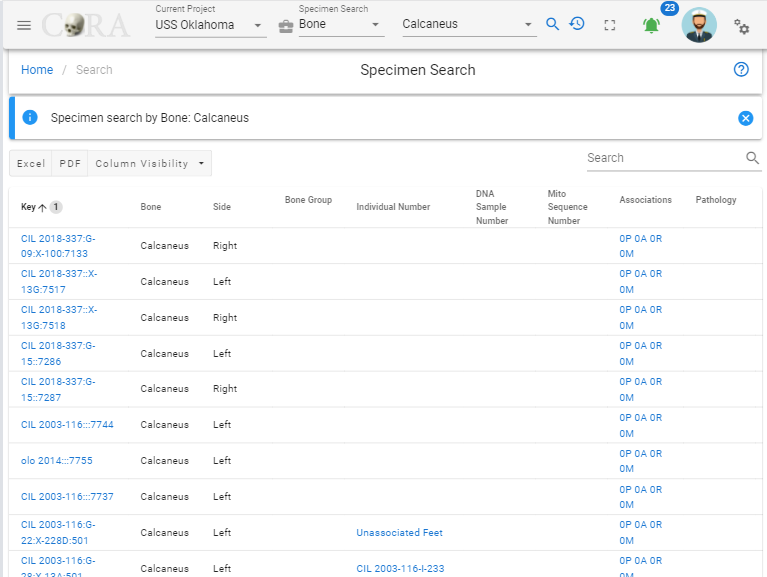 Current Project
Specimen Search
23
CORA
USS Oklahoma
Bone
Calcaneus
Home / Search
Specimen Search
Specimen search by Bone: Calcaneus
Excel
PDF
Column Visibility
Search
Key 1
Bone
Side
Bone Group
Individual Number
DNA
Sample
Number
Mito
Sequence
Number
Associations
Pathology
CIL 2018-337:G-
09:X-100:7133
Calcaneus
Right
0P 0A 0R
0M
CIL 2018-337::X-
13G:7517
Calcaneus
Left
0P 0A 0R
0M
CIL 2018-337::X-
13G:7518
Calcaneus
Right
0P 0A 0R
0M
CIL 2018-337:G-
15::7286
Calcaneus
Left
0P 0A 0R
0M
CIL 2018-337:G-
15::7287
Calcaneus
Right
0P 0A 0R
0M
CIL 2003-116:::7744
Calcaneus
Left
0P 0A 0R
0M
olo 2014:::7755
Calcaneus
Left
0P 0A 0R
0M
CIL 2003-116:::7737
Calcaneus
Left
0P 0A 0R
0M
CIL 2003-116:G-
22:X-228D:501
Calcaneus
Left
Unassociated Feet
0P 0A 0R
0M
CIL 2003-116:G-
28:X-13A:501
Calcaneus
Left
CIL 2003-116-I-233
0P 0A 0R
0M